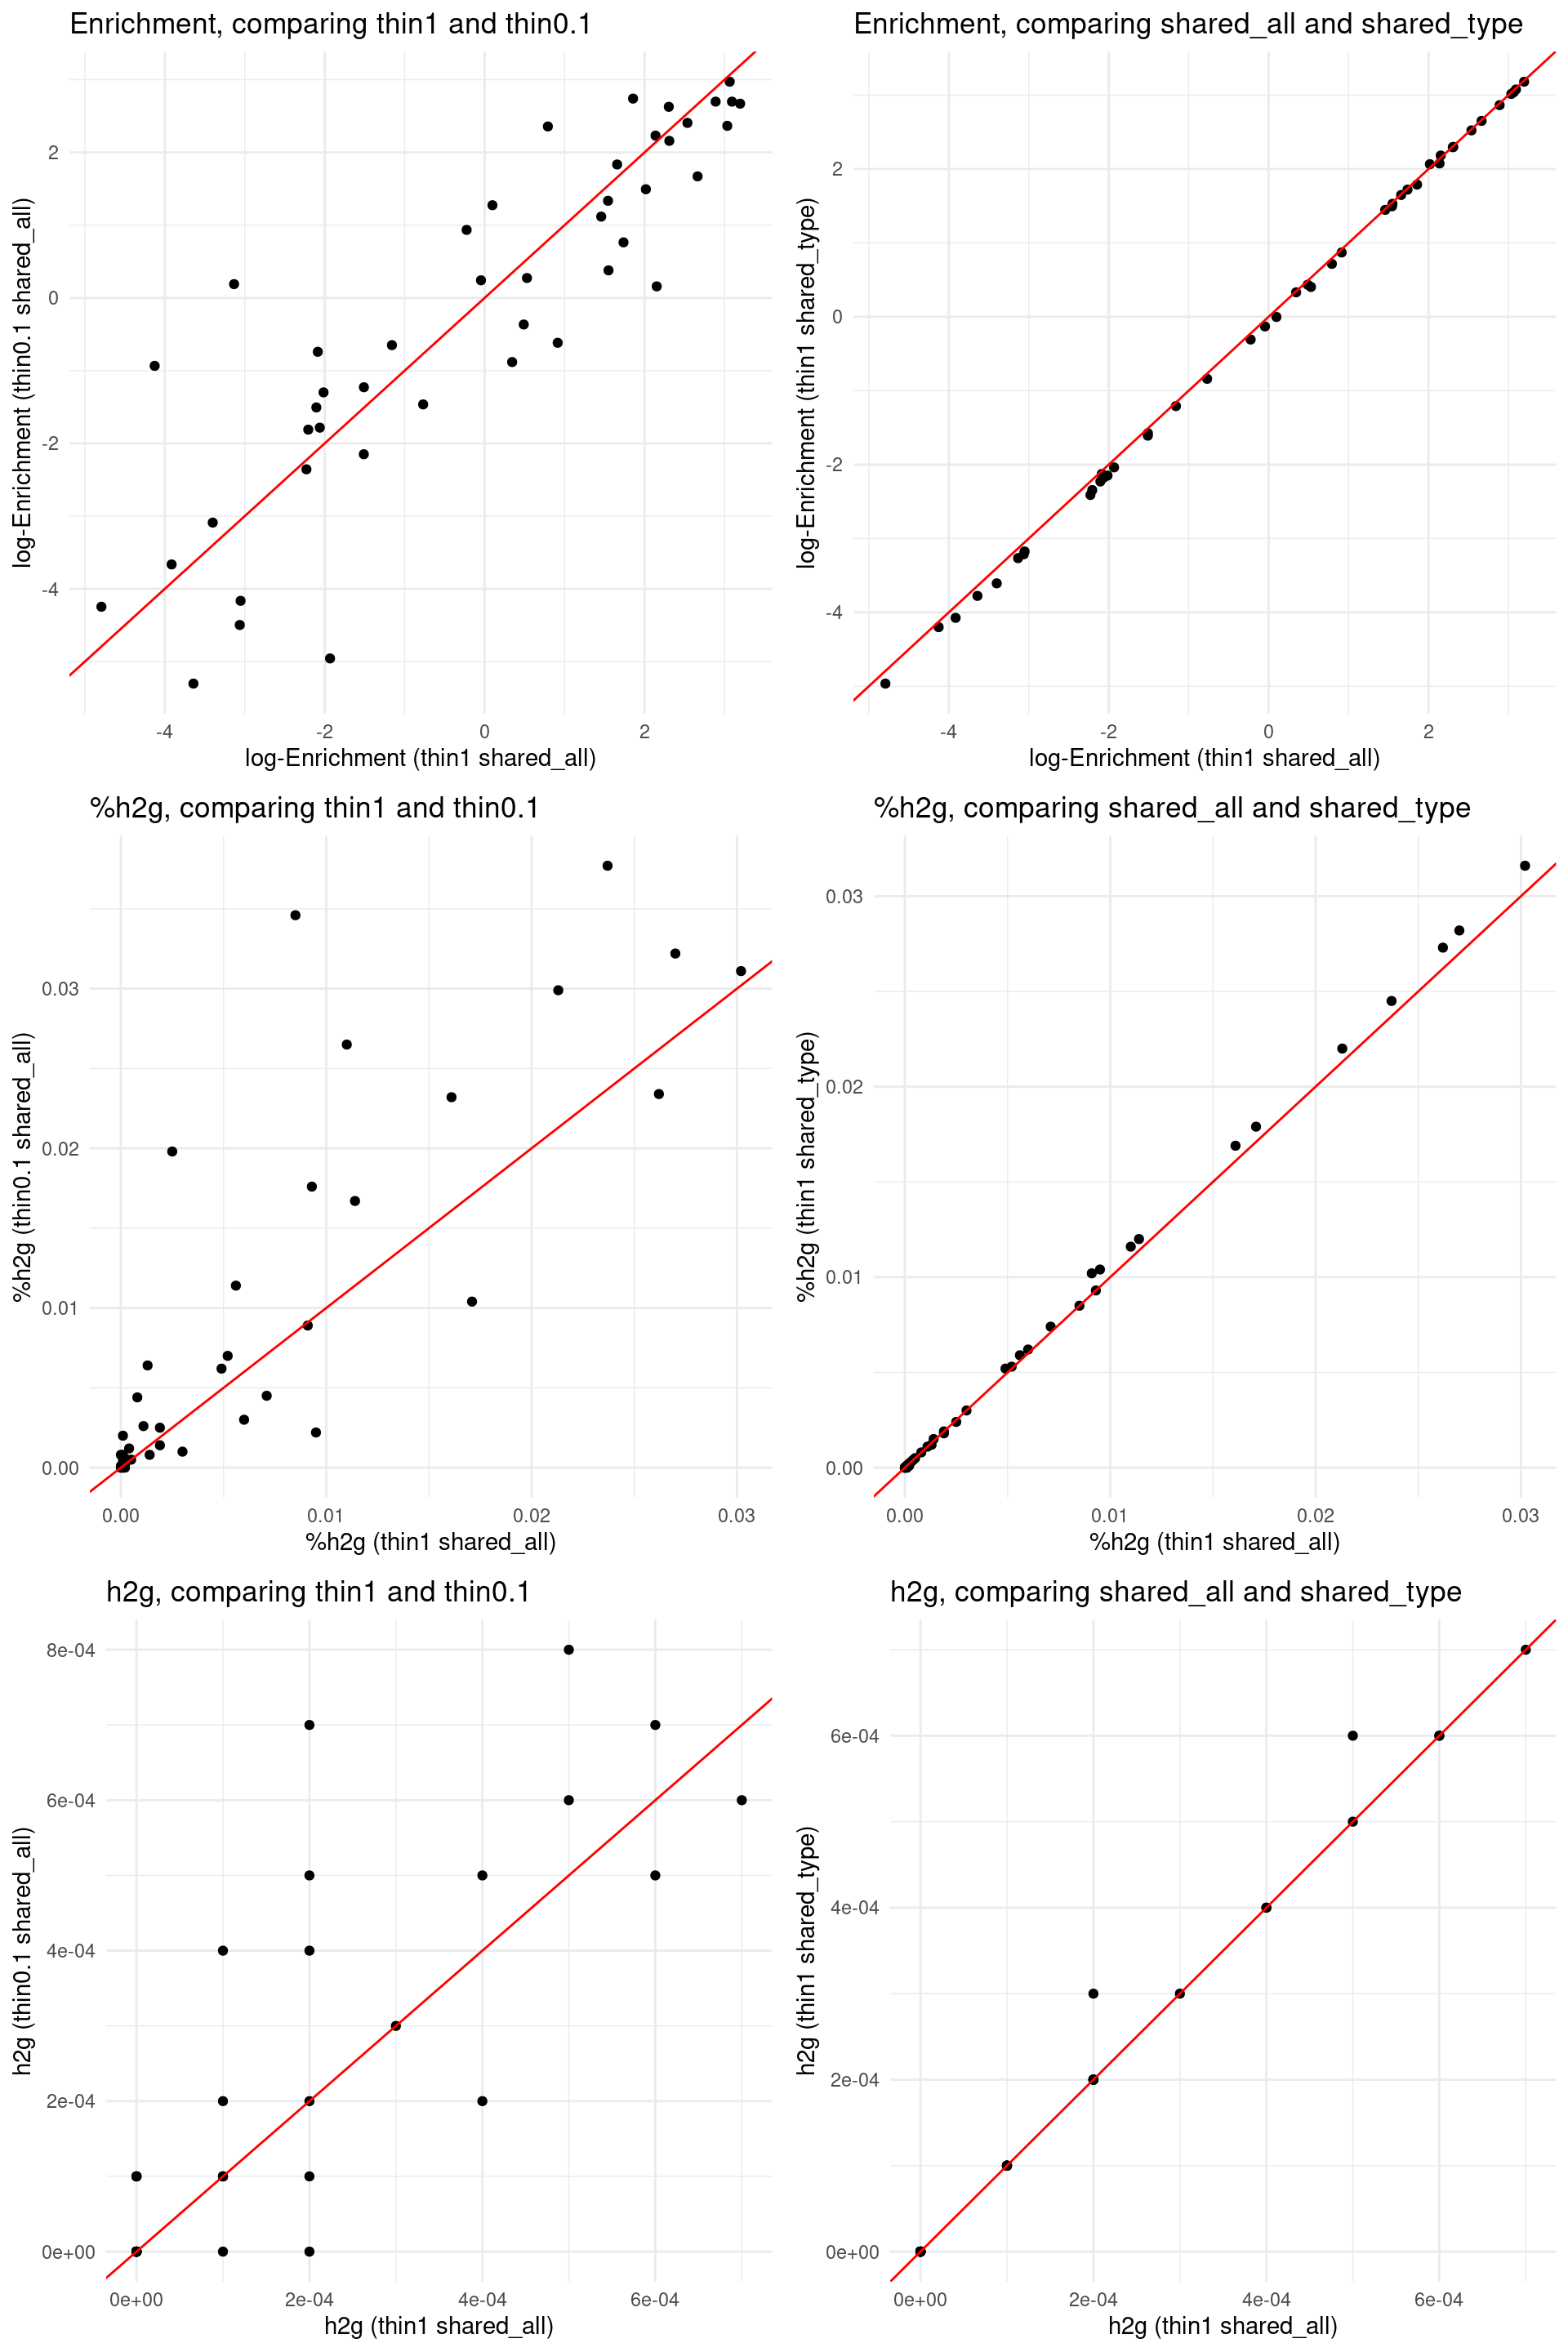 Enrichment, comparing thin1 and thin0.1
log-Enrichment (thin0.1 shared_all)
2
0
-2
-4
-4
-2
0
2
log-Enrichment (thin1 shared_all)
Enrichment, comparing shared_all and shared_type
log-Enrichment (thin1 shared_type)
2
0
-2
-4
-4
-2
0
2
log-Enrichment (thin1 shared_all)
%h2g, comparing thin1 and thin0.1
%h2g (thin0.1 shared_all)
0.03
0.02
0.01
0.00
0.00
0.01
0.02
0.03
%h2g (thin1 shared_all)
%h2g, comparing shared_all and shared_type
%h2g (thin1 shared_type)
0.03
0.02
0.01
0.00
0.00
0.01
0.02
0.03
%h2g (thin1 shared_all)
h2g, comparing thin1 and thin0.1
h2g (thin0.1 shared_all)
8e-04
6e-04
4e-04
2e-04
0e+00
0e+00
2e-04
4e-04
6e-04
h2g (thin1 shared_all)
h2g, comparing shared_all and shared_type
h2g (thin1 shared_type)
6e-04
4e-04
2e-04
0e+00
0e+00
2e-04
4e-04
6e-04
h2g (thin1 shared_all)